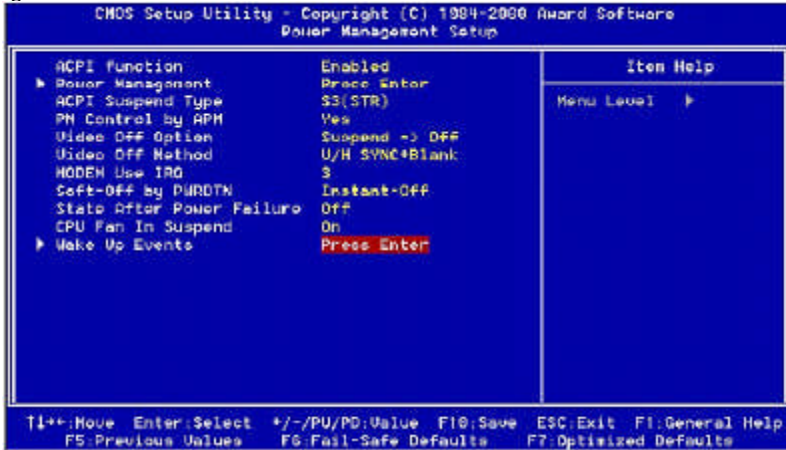 CMOS Setup Utility - Copyright (C) 1984-2000 Award Software
Power Management Setup
ACPI function Enabled
Item Help
▶ Power Management Press Enter
ACPI Suspend Type S3(STR)
Menu Level ▶
PM Control by APM Yes
Video Off Option Suspend -> Off
Video Off Method V/H SYNC+Blank
MODEM Use IRQ 3
Soft-Off by PWRBTN Instant-Off
State After Power Failure Off
CPU Fan In Suspend On
▶ Wake Up Events Press Enter
↑↓→←:Move Enter:Select +/-/PU/PD:Value F10:Save ESC:Exit F1:General Help
F5:Previous Values F6:Fail-Safe Defaults F7:Optimized Defaults